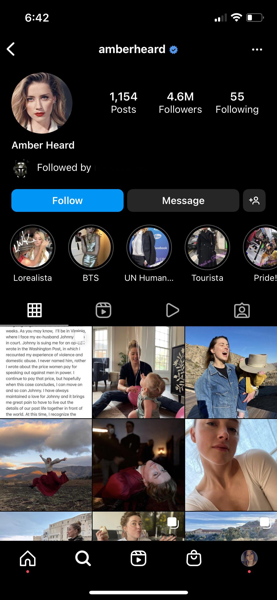 6:42
amberheard
1,154
Posts
4.6M
Followers
55
Following
Amber Heard
Followed by
Follow
Message
Lorealista
BTS
UN Human...
Tourista
Pride!
weeks. As you may know, I'll be in Virginia,
where I face my ex-husband Johnny
in court. Johnny is suing me for an op-ed I
wrote in the Washington Post, in which I
recounted my experience of violence and
domestic abuse. I never named him, rather
I wrote about the price women pay for
speaking out against men in power. I
continue to pay that price, but hopefully
when this case concludes, I can move on
and so can Johnny. I have always
maintained a love for Johnny and it brings
me great pain to have to live out the
details of our past life together in front of
the world. At this time, I recognize the